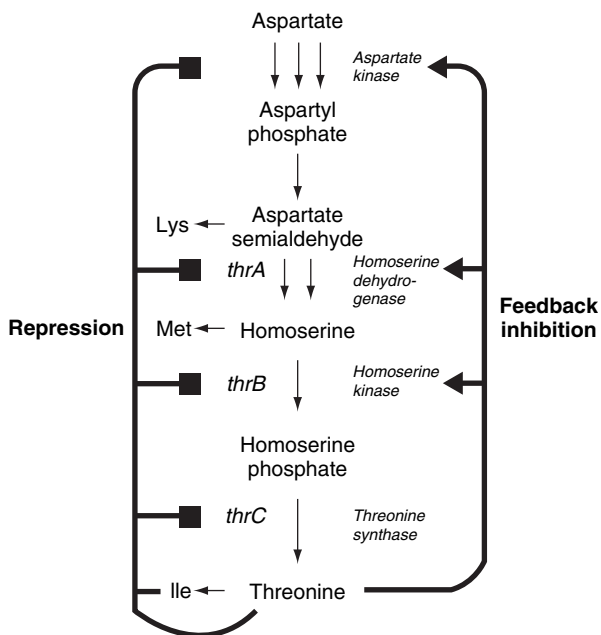 Aspartate
Aspartate
kinase
Aspartyl
phosphate
Lys
Aspartate
semialdehyde
thrA
Homoserine
dehydro-
genase
Repression
Feedback
inhibition
Met
Homoserine
thrB
Homoserine
kinase
Homoserine
phosphate
thrC
Threonine
synthase
Ile
Threonine